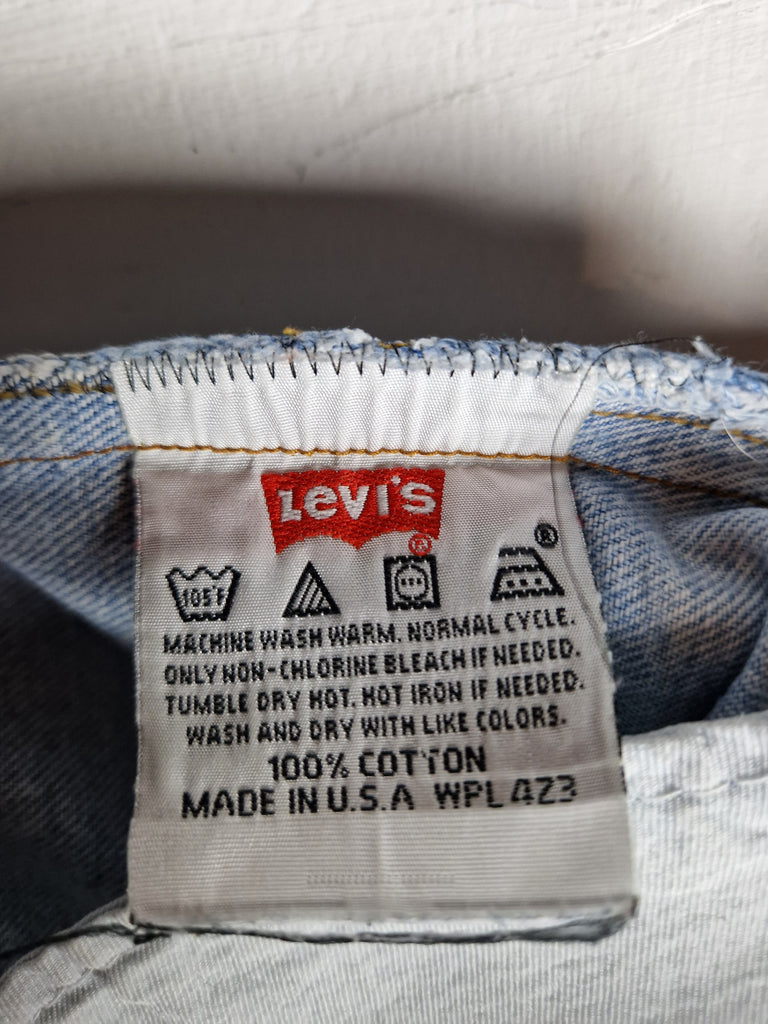 Levi's
®
®
105°F
MACHINE WASH WARM. NORMAL CYCLE.
ONLY NON-CHLORINE BLEACH IF NEEDED.
TUMBLE DRY HOT. HOT IRON IF NEEDED.
WASH AND DRY WITH LIKE COLORS.
100% COTTON
MADE IN U.S.A WPL 423